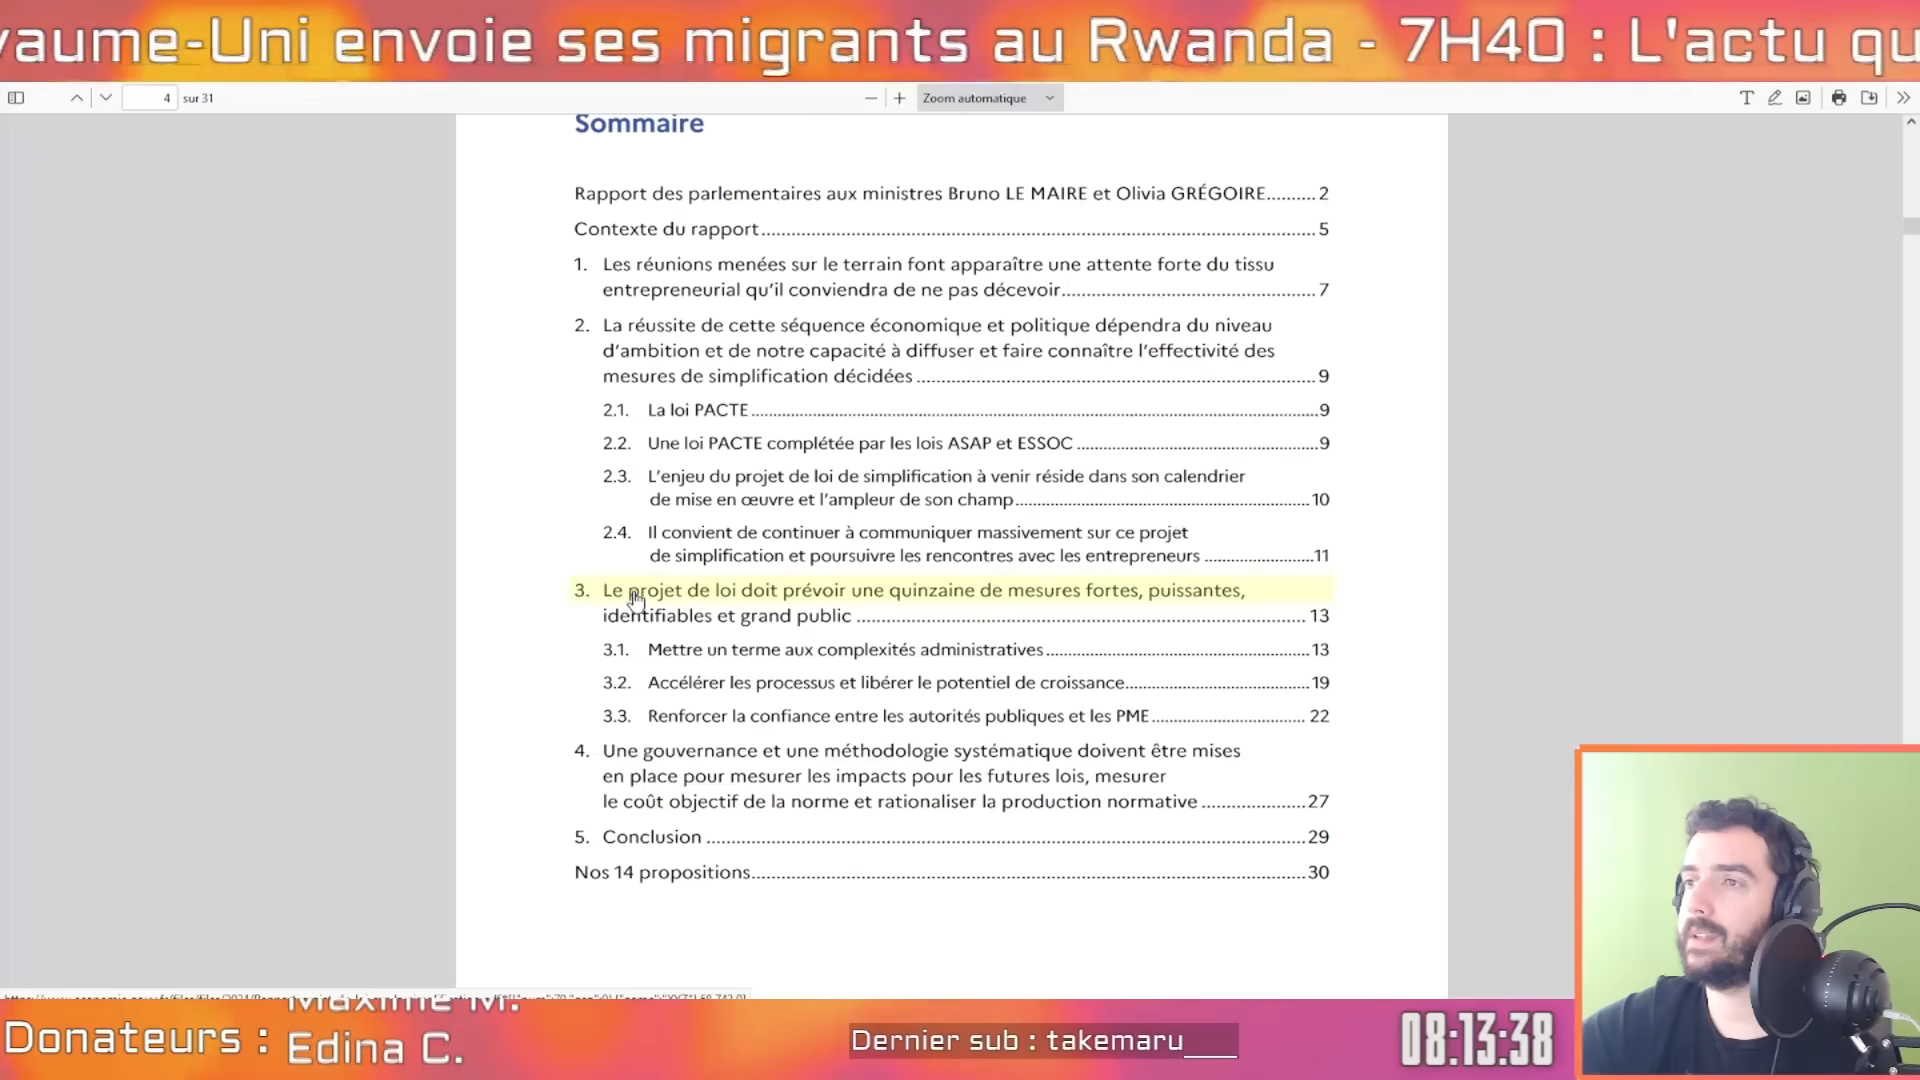 yaume-Uni envoie ses migrants au Rwanda - 7H40 : L'actu qu
4 sur 31
Zoom automatique
Sommaire
Rapport des parlementaires aux ministres Bruno LE MAIRE et Olivia GRÉGOIRE..........2
Contexte du rapport 5
1. Les réunions menées sur le terrain font apparaître une attente forte du tissu
entrepreneurial qu'il conviendra de ne pas décevoir 7
2. La réussite de cette séquence économique et politique dépendra du niveau
d'ambition et de notre capacité à diffuser et faire connaître l'effectivité des
mesures de simplification décidées 9
2.1. La loi PACTE 9
2.2. Une loi PACTE complétée par les lois ASAP et ESSOC 9
2.3. L'enjeu du projet de loi de simplification à venir réside dans son calendrier
de mise en œuvre et l'ampleur de son champ 10
2.4. Il convient de continuer à communiquer massivement sur ce projet
de simplification et poursuivre les rencontres avec les entrepreneurs 11
3. Le projet de loi doit prévoir une quinzaine de mesures fortes, puissantes,
identifiables et grand public 13
3.1. Mettre un terme aux complexités administratives 13
3.2. Accélérer les processus et libérer le potentiel de croissance 19
3.3. Renforcer la confiance entre les autorités publiques et les PME 22
4. Une gouvernance et une méthodologie systématique doivent être mises
en place pour mesurer les impacts pour les futures lois, mesurer
le coût objectif de la norme et rationaliser la production normative 27
5. Conclusion 29
Nos 14 propositions 30
Maxime M.
Donateurs : Edina C.
Dernier sub : takemaru___
08:13:38